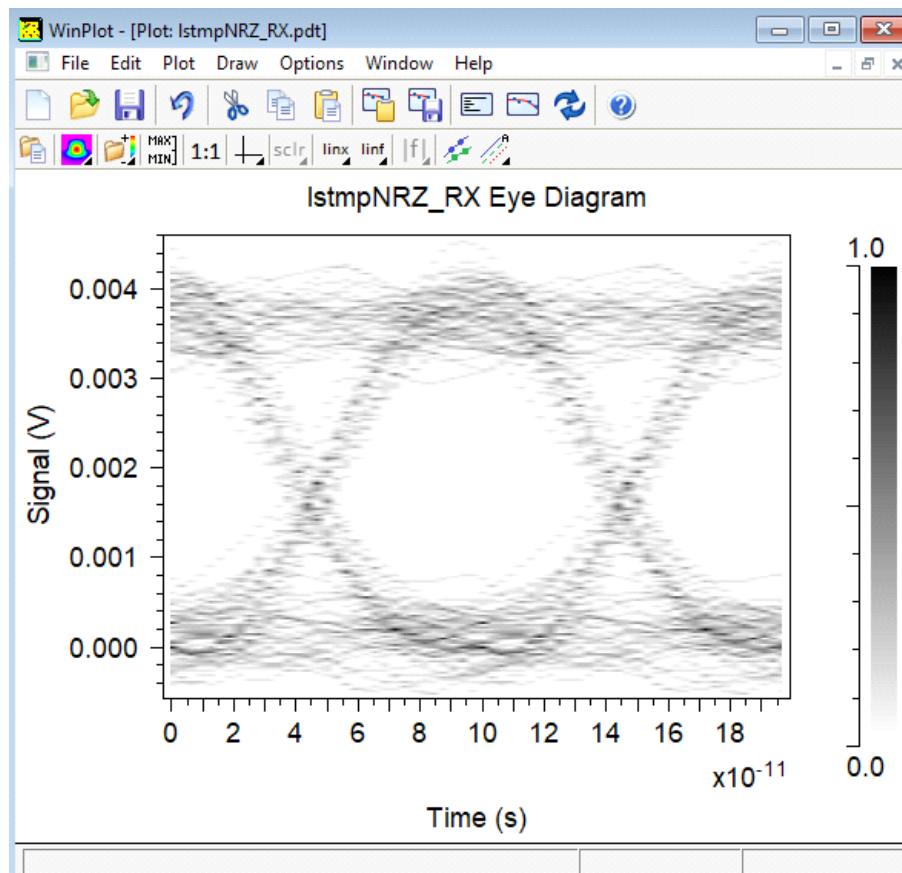 WinPlot - [Plot: lstmpNRZ_RX.pdt]
File Edit Plot Draw Options Window Help
MAX MIN 1:1 sclr linx linf |f| A
lstmpNRZ_RX Eye Diagram
1.0
0.004
0.003
0.002
0.001
0.000
Signal (V)
0 2 4 6 8 10 12 14 16 18
x10-11
0.0
Time (s)